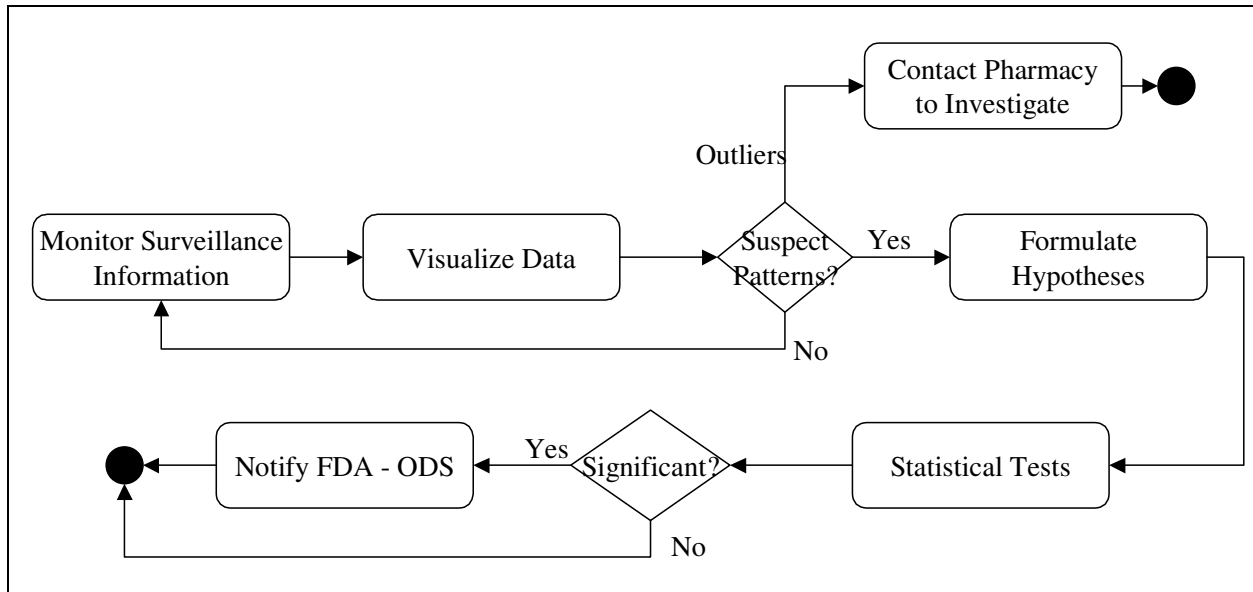 Contact Pharmacy
to Investigate
Outliers
Monitor Surveillance
Information
Visualize Data
Suspect
Patterns?
Yes
Formulate
Hypotheses
No
Notify FDA - ODS
Yes
Significant?
Statistical Tests
No